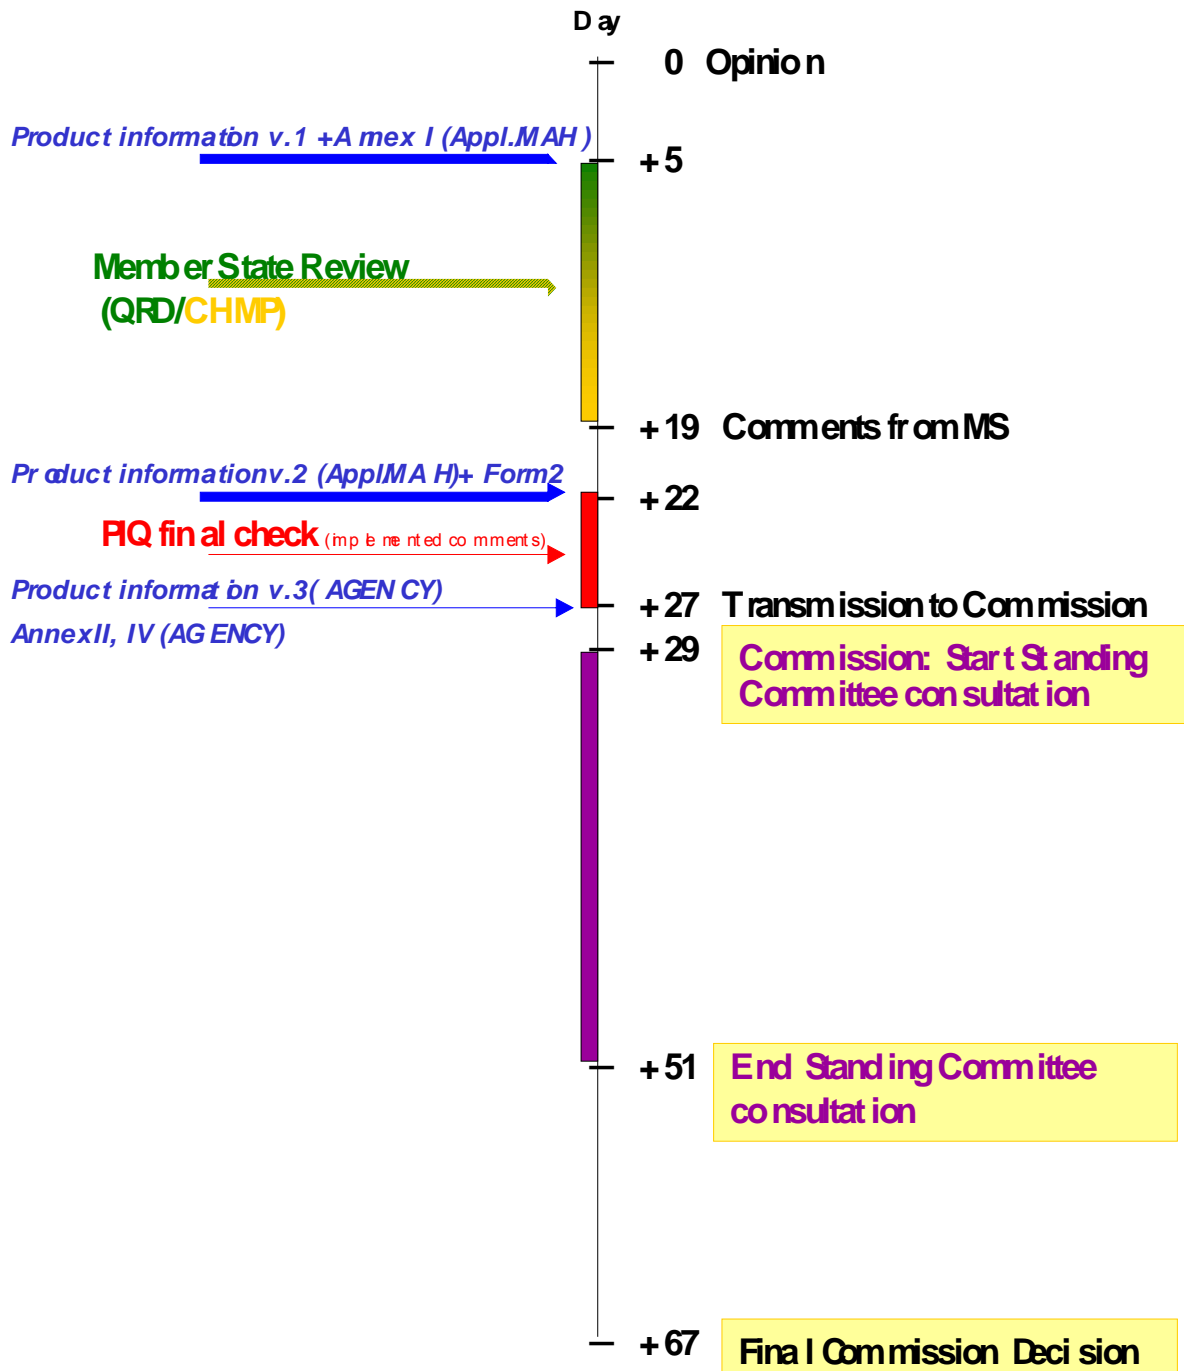 Day
0 Opinion
Product information v.1 +Annex I (Appl./MAH)
+5
Member State Review
(QRD/CHMP)
+19 Comments from MS
Product information v.2 (Appl/MAH)+ Form2
+22
PIQ final check (implemented comments)
Product information v.3( AGENCY)
+27 Transmission to Commission
Annex II, IV (AGENCY)
+29
Commission: Start Standing
Committee consultation
+51
End Standing Committee
consultation
+67
Final Commission Decision